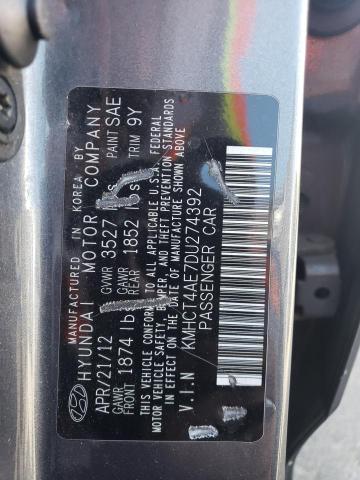 MANUFACTURED IN KOREA BY
HYUNDAI MOTOR COMPANY
APR/21/12 GVWR 3527 PAINT SAE
GAWR FRONT 1874 lb GAWR REAR 1852 TRIM 9Y
THIS VEHICLE CONFORMS TO ALL APPLICABLE U.S.A. FEDERAL
MOTOR VEHICLE SAFETY, BUMPER, AND THEFT PREVENTION STANDARDS
IN EFFECT ON THE DATE OF MANUFACTURE SHOWN ABOVE
V.I.N KMHCT4AE7DU274392
PASSENGER CAR